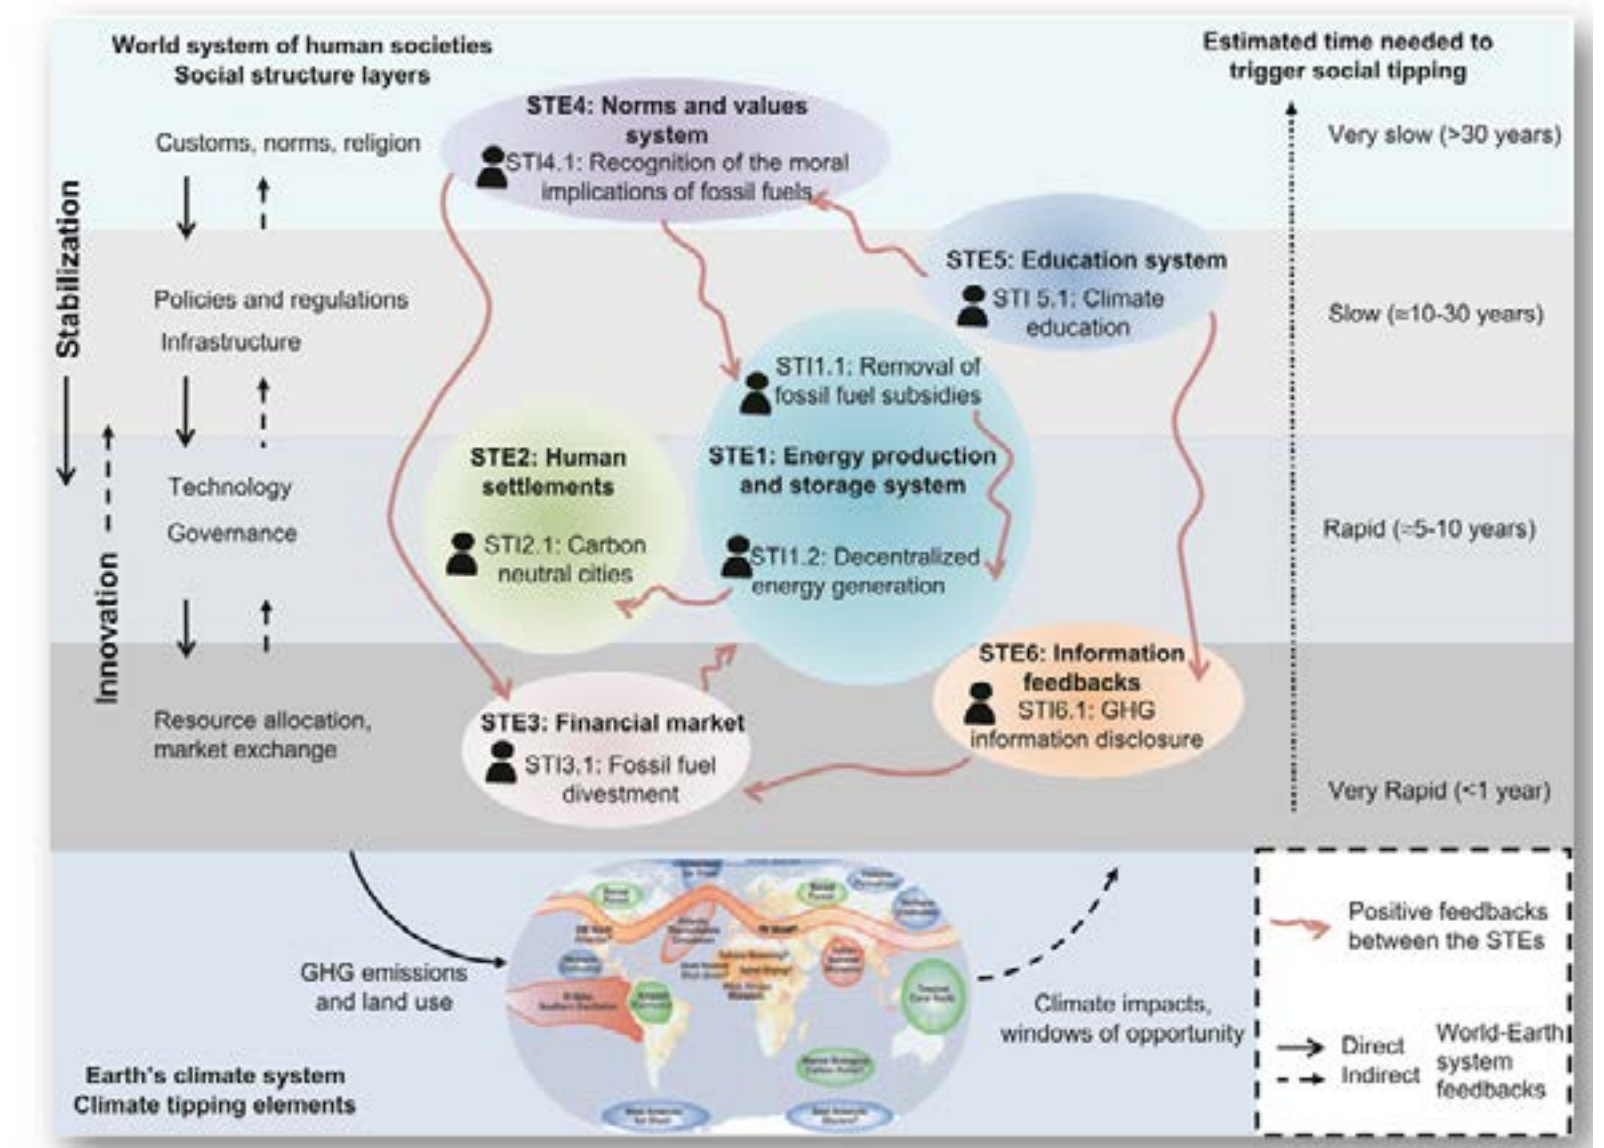 World system of human societies
Social structure layers
Estimated time needed to
trigger social tipping
Customs, norms, religion
STE4: Norms and values
system
STI4.1: Recognition of the moral
implications of fossil fuels
Very slow (>30 years)
Stabilization
Policies and regulations
Infrastructure
STE5: Education system
STI 5.1: Climate
education
Slow (≈10-30 years)
STI1.1: Removal of
fossil fuel subsidies
STE2: Human
settlements
STE1: Energy production
and storage system
Technology
Governance
STI2.1: Carbon
neutral cities
STI1.2: Decentralized
energy generation
Rapid (≈5-10 years)
Innovation
STE6: Information
feedbacks
STI6.1: GHG
information disclosure
Resource allocation,
market exchange
STE3: Financial market
STI3.1: Fossil fuel
divestment
Very Rapid (<1 year)
GHG emissions
and land use
Boreal
Forest
Boreal
Forest
Climate impacts,
windows of opportunity
Earth's climate system
Climate tipping elements
Positive feedbacks
between the STEs
Direct
Indirect
World-Earth
system
feedbacks